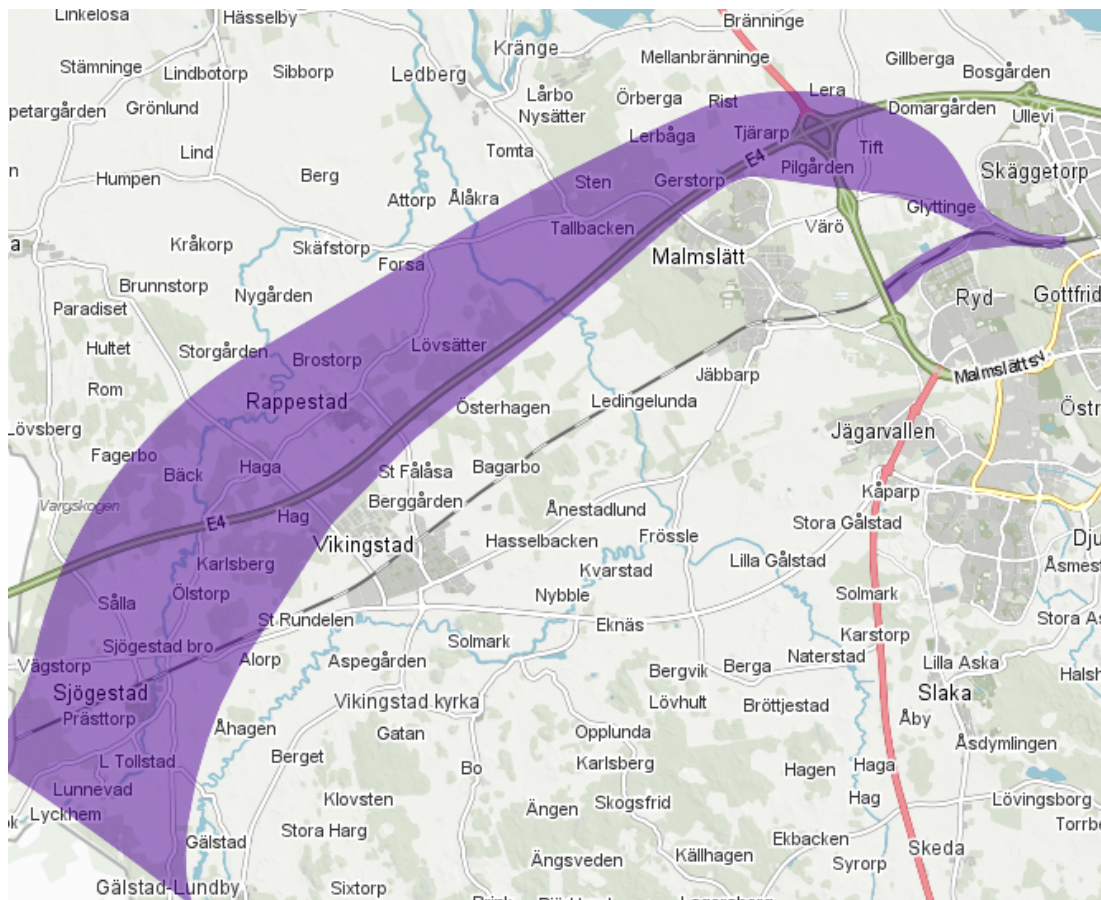 Linkelosa
Hässelby
Bränninge
Kränge
Mellanbränninge
Gillberga
Stämninge
Lindbotorp
Sibborp
Ledberg
Bosgården
Lårbo
Örberga
Rist
Lera
petargården
Grönlund
Nysätter
Domargården
Ullevi
Lerbåga
Tjärarp
Tift
Lind
Tomta
E4
Humpen
Berg
Sten
Gerstorp
Pilgården
Skäggetorp
Attorp
Ålåkra
Glyttinge
Kråkorp
Skäfstorp
Tallbacken
Värö
a
Forsa
Malmslätt
Brunnstorp
Nygården
Ryd
Gottfrid
Paradiset
Hultet
Storgården
Brostorp
Lövsätter
Malmslättsv.
Rom
Rappestad
Österhagen
Ledingelunda
Jäbbarp
Östr
Lövsberg
Jägarvallen
Fagerbo
Bäck
Haga
St Fålåsa
Bagarbo
Vargskogen
Berggården
Kåparp
E4
Hag
Ånestadlund
Stora Gålstad
Vikingstad
Hasselbacken
Frössle
Lilla Gålstad
Dju
Karlsberg
Kvarstad
Åsmest
Sålla
Ölstorp
Nybble
Solmark
St Rundelen
Eknäs
Stora As
Sjögestad bro
Solmark
Karstorp
Vägstorp
Alorp
Aspegården
Bergvik
Berga
Naterstad
Lilla Aska
Halsh
Sjögestad
Vikingstad kyrka
Lövhult
Bröttjestad
Slaka
Prästtorp
Åhagen
Gatan
Opplunda
Åby
L Tollstad
Berget
Bo
Karlsberg
Hagen
Haga
Åsdymlingen
Lunnevad
Klovsten
Ängen
Skogsfrid
Hag
Lövingsborg
Lyckhem
Gälstad
Stora Harg
Ekbacken
Torrbe
Ängsveden
Källhagen
Syrorp
Skeda
Gälstad-Lundby
Sixtorp